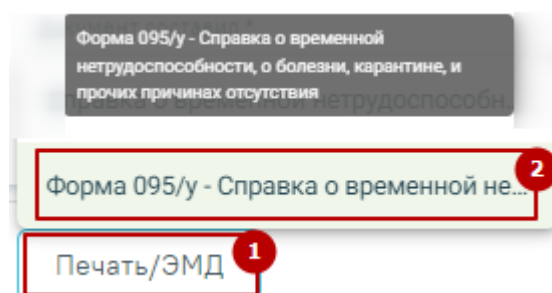 Форма 095/у - Справка о временной
нетрудоспособности, о болезни, карантине, и
прочих причинах отсутствия
Форма 095/у - Справка о временной не...
2
Печать/ЭМД
1